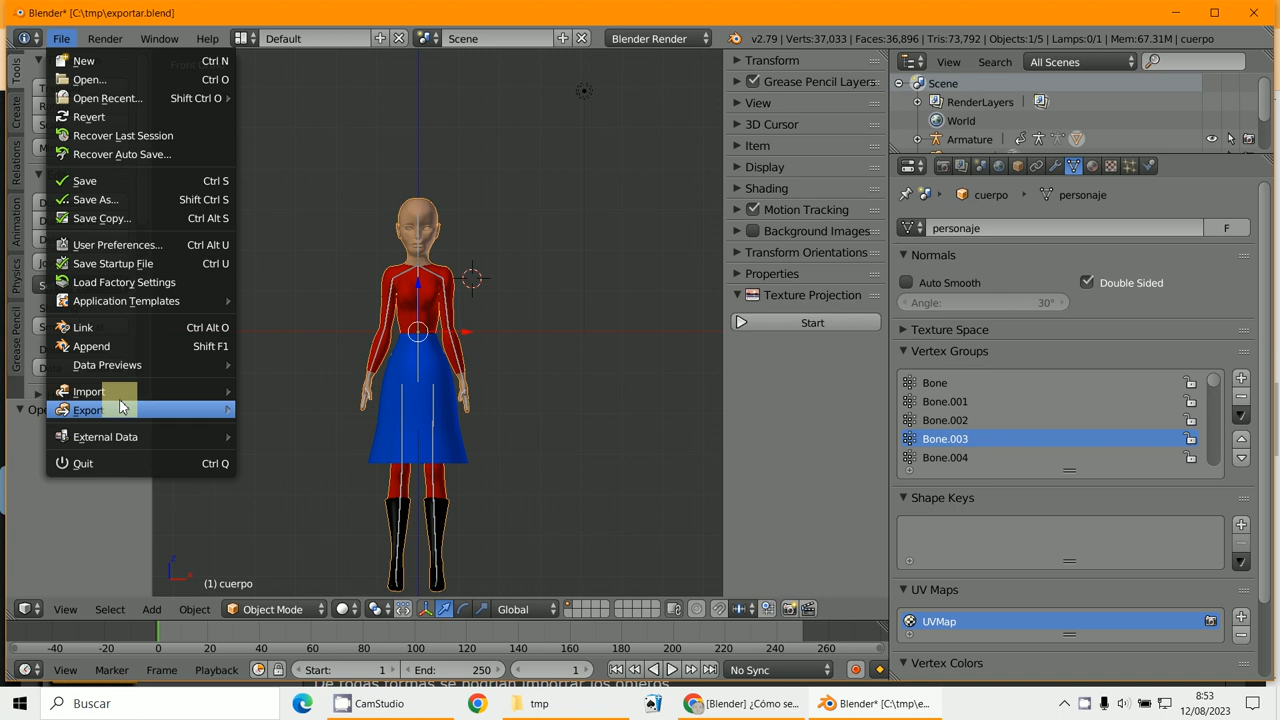 Blender* [C:\tmp\exportar.blend]
File Render Window Help Default Scene Blender Render v2.79 | Verts:37,033 | Faces:36,896 | Tris:73,792 | Objects:1/5 | Lamps:0/1 | Mem:67.31M | cuerpo
New Ctrl N
Open... Ctrl O
Open Recent... Shift Ctrl O
Revert
Recover Last Session
Recover Auto Save...
Save Ctrl S
Save As... Shift Ctrl S
Save Copy... Ctrl Alt S
User Preferences... Ctrl Alt U
Save Startup File Ctrl U
Load Factory Settings
Application Templates
Link Ctrl Alt O
Append Shift F1
Data Previews
Import
Export
External Data
Quit Ctrl Q
Tools
Create
Relations
Animation
Physics
Grease Pencil
(1) cuerpo
Transform
Grease Pencil Layers
View
3D Cursor
Item
Display
Shading
Motion Tracking
Background Images
Transform Orientations
Properties
Texture Projection
Start
View Search All Scenes
Scene
RenderLayers
World
Armature
cuerpo personaje
personaje F
Normals
Auto Smooth Double Sided
Angle: 30°
Texture Space
Vertex Groups
Bone
Bone.001
Bone.002
Bone.003
Bone.004
Shape Keys
UV Maps
UVMap
Vertex Colors
View Select Add Object Object Mode Global
-40 -20 0 20 40 60 80 100 120 140 160 180 200 220 240 260
View Marker Frame Playback Start: 1 End: 250 1 No Sync
De todas formas se podrían importar los objetos
Buscar CamStudio tmp [Blender] ¿Cómo se... Blender* [C:\tmp\e...
8:53
12/08/2023